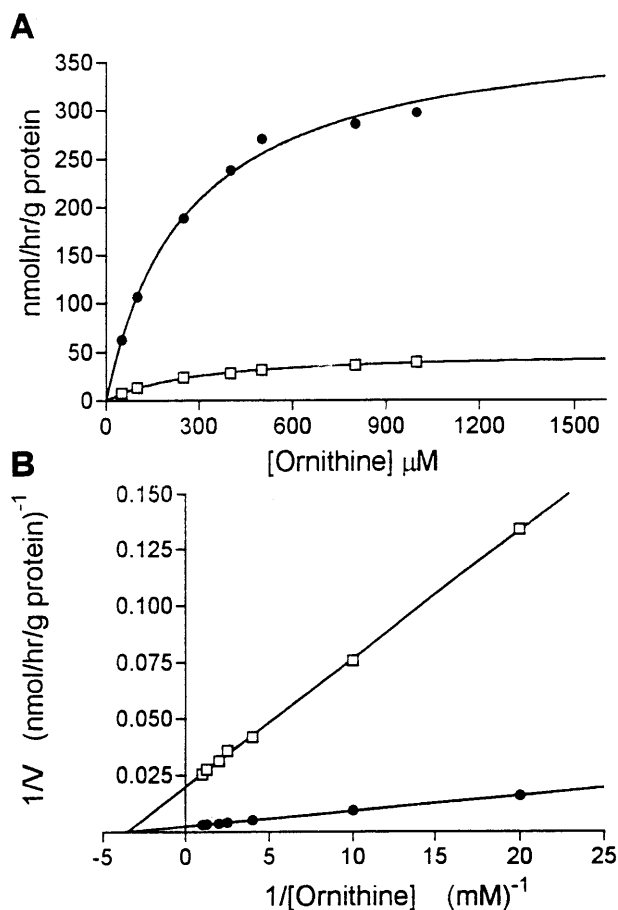 A
350
300
250
200
150
100
50
0
nmol/hr/g protein
0 300 600 900 1200 1500
[Ornithine] µM
B
0.150
0.125
0.100
0.075
0.050
0.025
1/V (nmol/hr/g protein)⁻¹
-5 0 5 10 15 20 25
1/[Ornithine] (mM)⁻¹